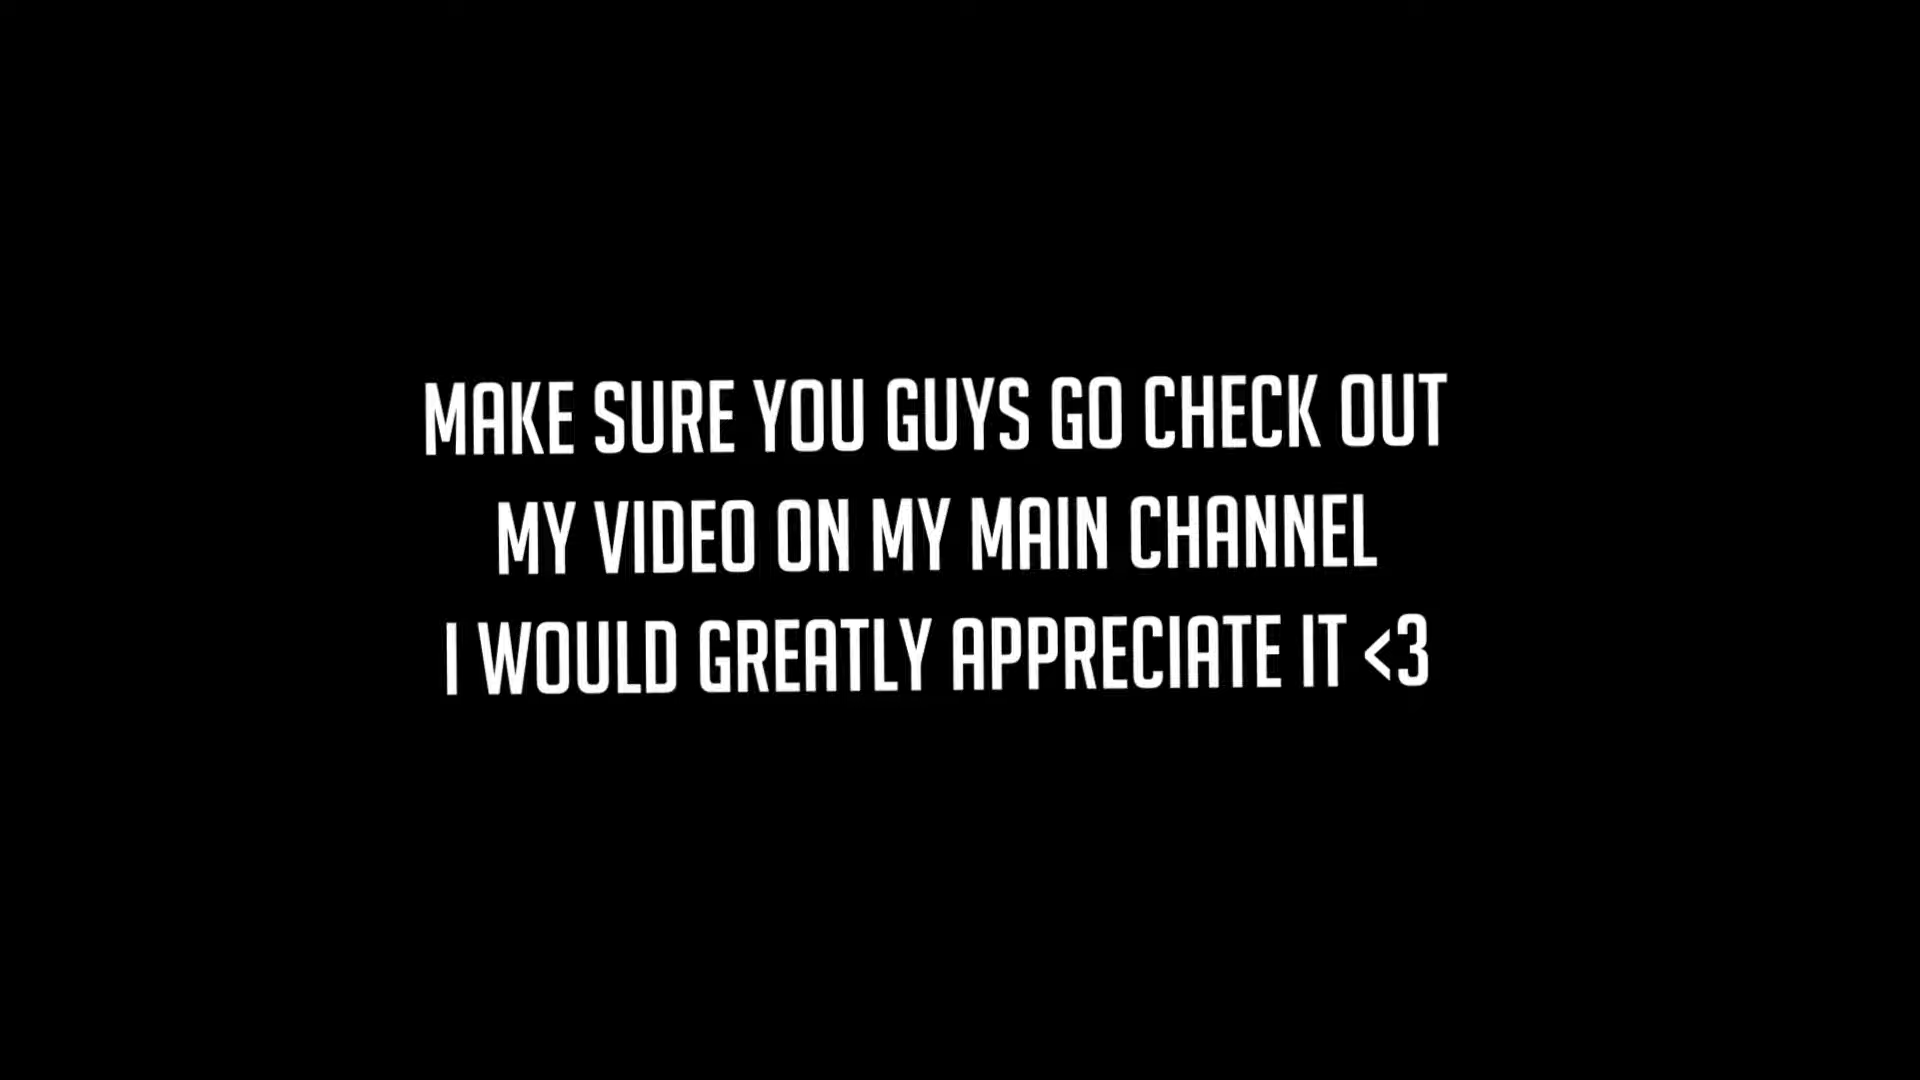 MAKE SURE YOU GUYS GO CHECK OUT
MY VIDEO ON MY MAIN CHANNEL
I WOULD GREATLY APPRECIATE IT <3